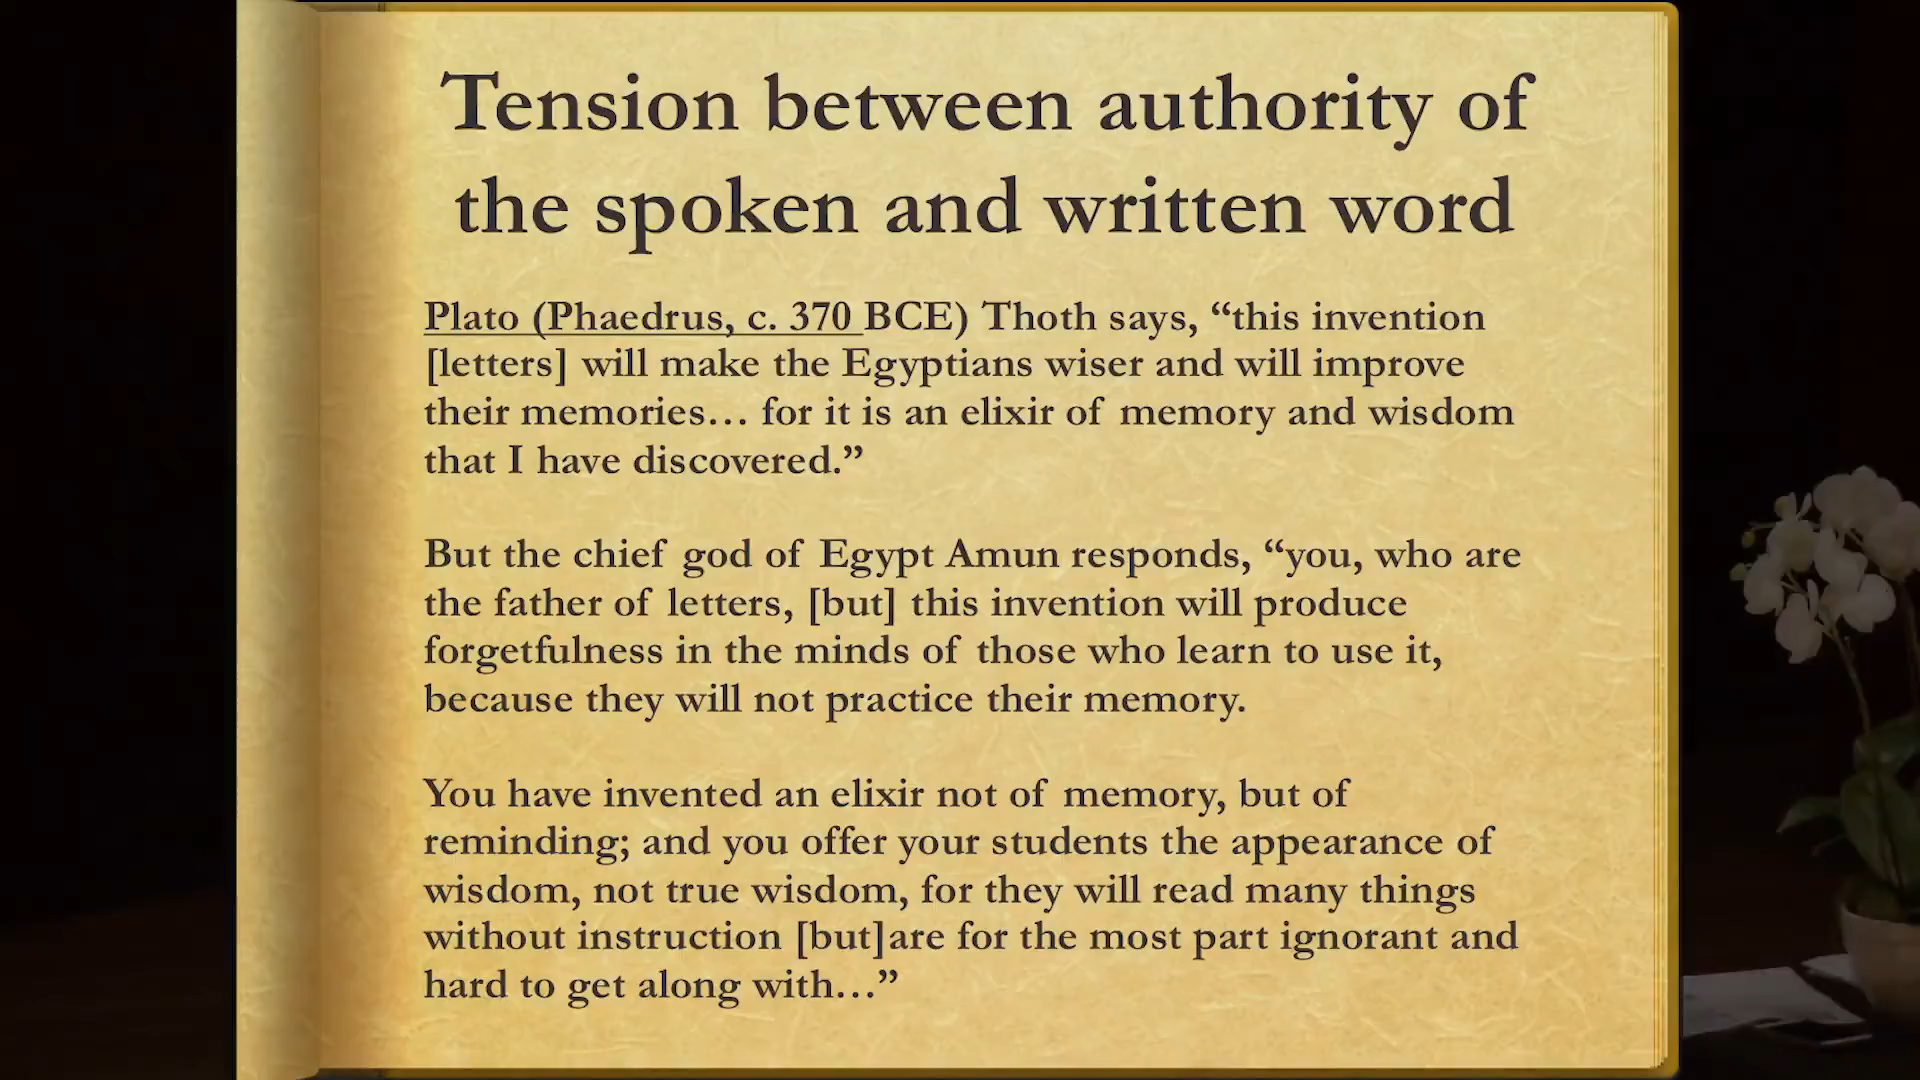 Tension between authority of
the spoken and written word
Plato (Phaedrus, c. 370 BCE) Thoth says, “this invention
[letters] will make the Egyptians wiser and will improve
their memories… for it is an elixir of memory and wisdom
that I have discovered.”
But the chief god of Egypt Amun responds, “you, who are
the father of letters, [but] this invention will produce
forgetfulness in the minds of those who learn to use it,
because they will not practice their memory.
You have invented an elixir not of memory, but of
reminding; and you offer your students the appearance of
wisdom, not true wisdom, for they will read many things
without instruction [but]are for the most part ignorant and
hard to get along with…”